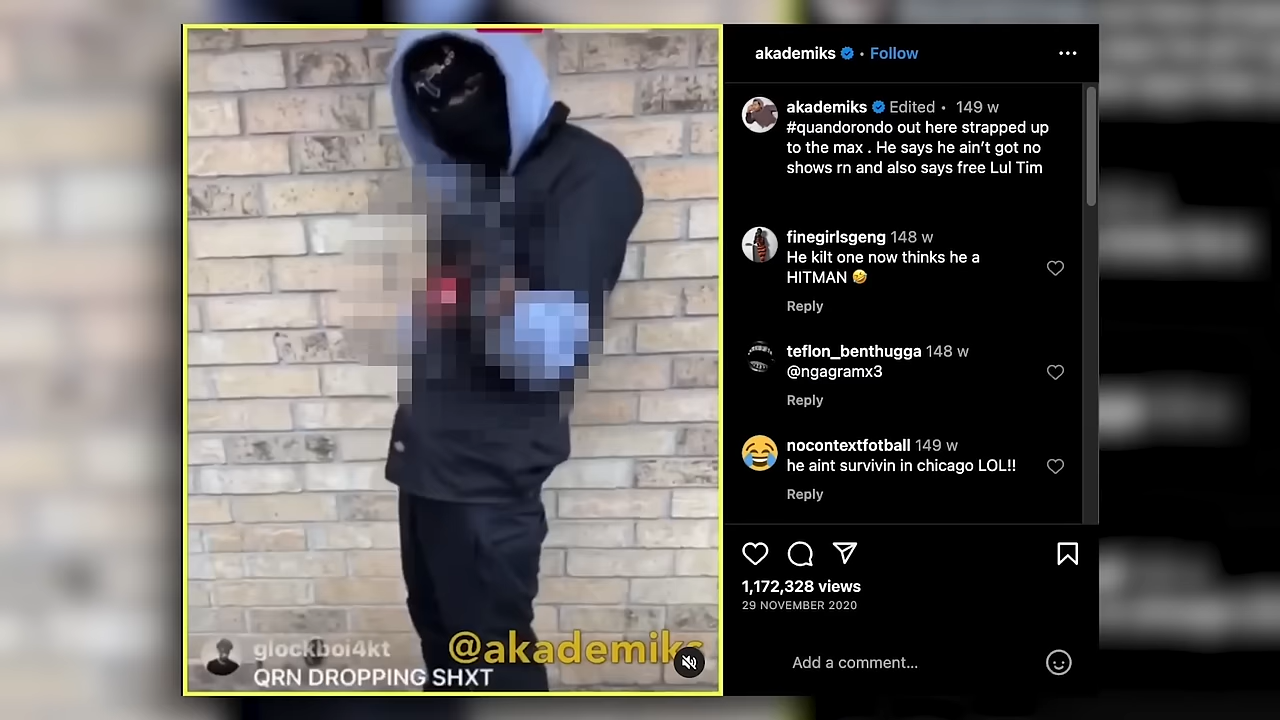 glockboi4kt
@akademiks
QRN DROPPING SHXT
akademiks • Follow
akademiks Edited • 149 w
#quandorondo out here strapped up
to the max . He says he ain’t got no
shows rn and also says free Lul Tim
finegirlsgeng 148 w
He kilt one now thinks he a
HITMAN 🤣
Reply
teflon_benthugga 148 w
@ngagramx3
Reply
nocontextfotball 149 w
he aint survivin in chicago LOL!!
Reply
1,172,328 views
29 NOVEMBER 2020
Add a comment...